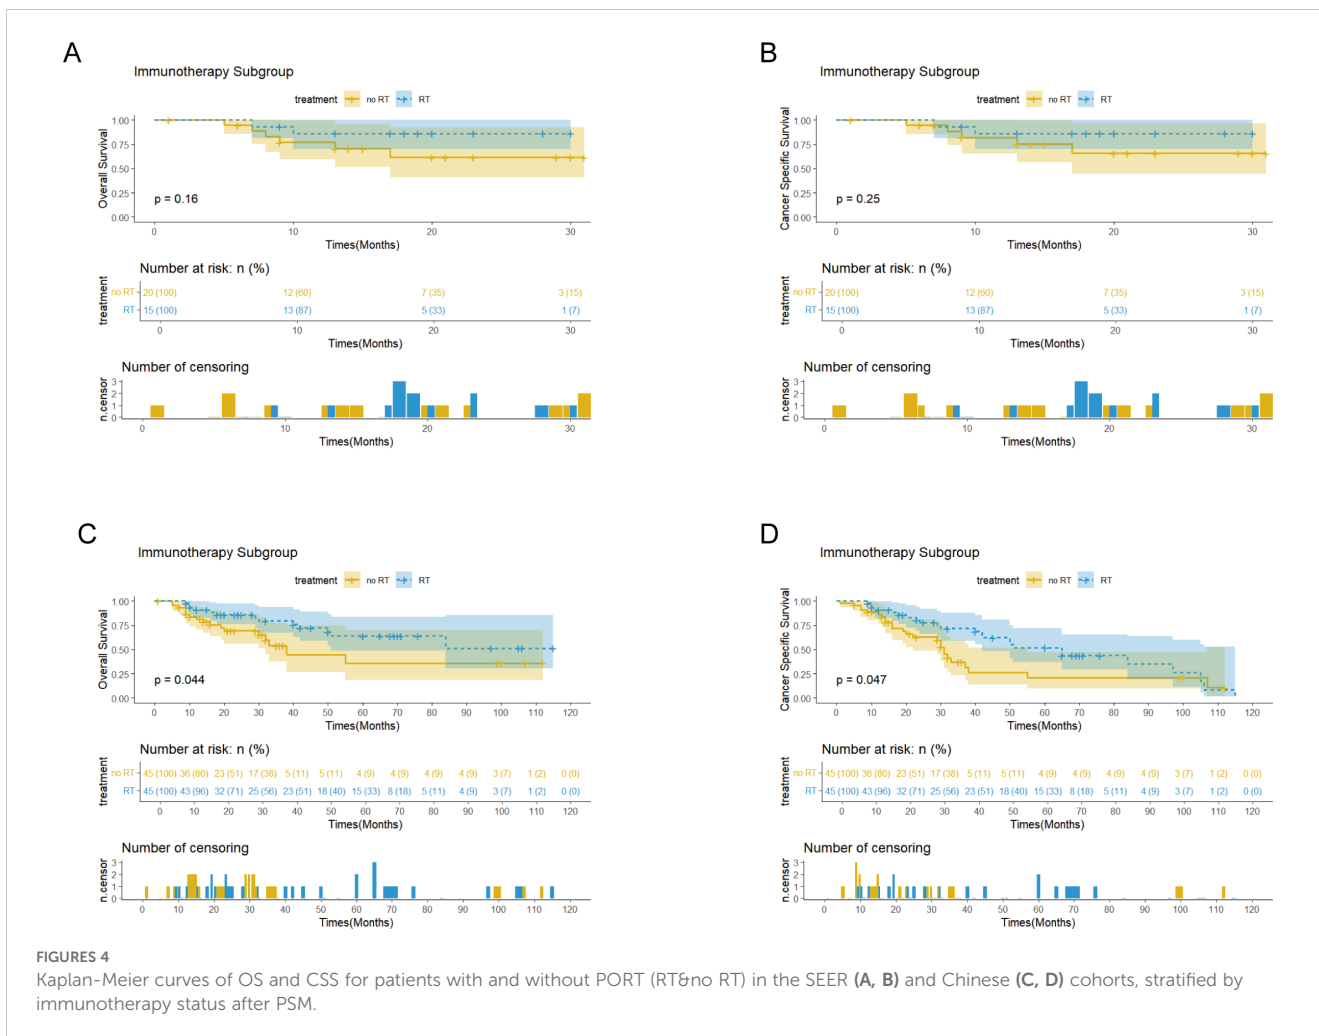 A
Immunotherapy Subgroup
treatment no RT RT
1.00
0.75
0.50
0.25
0.00
Overall Survival
p = 0.16
0 10 20 30
Times(Months)
Number at risk: n (%)
treatment
no RT 20 (100) 12 (60) 7 (35) 3 (15)
RT 15 (100) 13 (87) 5 (33) 1 (7)
0 10 20 30
Times(Months)
Number of censoring
n.censor
3
2
1
0
0 10 20 30
Times(Months)
B
Immunotherapy Subgroup
treatment no RT RT
1.00
0.75
0.50
0.25
0.00
Cancer Specific Survival
p = 0.25
0 10 20 30
Times(Months)
Number at risk: n (%)
treatment
no RT 20 (100) 12 (60) 7 (35) 3 (15)
RT 15 (100) 13 (87) 5 (33) 1 (7)
0 10 20 30
Times(Months)
Number of censoring
n.censor
3
2
1
0
0 10 20 30
Times(Months)
C
Immunotherapy Subgroup
treatment no RT RT
1.00
0.75
0.50
0.25
0.00
Overall Survival
p = 0.044
0 10 20 30 40 50 60 70 80 90 100 110 120
Times(Months)
Number at risk: n (%)
treatment
no RT 45 (100) 36 (80) 23 (51) 17 (38) 5 (11) 5 (11) 4 (9) 4 (9) 4 (9) 4 (9) 3 (7) 1 (2) 0 (0)
RT 45 (100) 43 (96) 32 (71) 25 (56) 23 (51) 18 (40) 15 (33) 8 (18) 5 (11) 4 (9) 3 (7) 1 (2) 0 (0)
0 10 20 30 40 50 60 70 80 90 100 110 120
Times(Months)
Number of censoring
n.censor
3
2
1
0
0 10 20 30 40 50 60 70 80 90 100 110 120
Times(Months)
D
Immunotherapy Subgroup
treatment no RT RT
1.00
0.75
0.50
0.25
0.00
Cancer Specific Survival
p = 0.047
0 10 20 30 40 50 60 70 80 90 100 110 120
Times(Months)
Number at risk: n (%)
treatment
no RT 45 (100) 36 (80) 23 (51) 17 (38) 5 (11) 5 (11) 4 (9) 4 (9) 4 (9) 4 (9) 3 (7) 1 (2) 0 (0)
RT 45 (100) 43 (96) 32 (71) 25 (56) 23 (51) 18 (40) 15 (33) 8 (18) 5 (11) 4 (9) 3 (7) 1 (2) 0 (0)
0 10 20 30 40 50 60 70 80 90 100 110 120
Times(Months)
Number of censoring
n.censor
3
2
1
0
0 10 20 30 40 50 60 70 80 90 100 110 120
Times(Months)
FIGURES 4
Kaplan-Meier curves of OS and CSS for patients with and without PORT (RT&no RT) in the SEER (A, B) and Chinese (C, D) cohorts, stratified by
immunotherapy status after PSM.